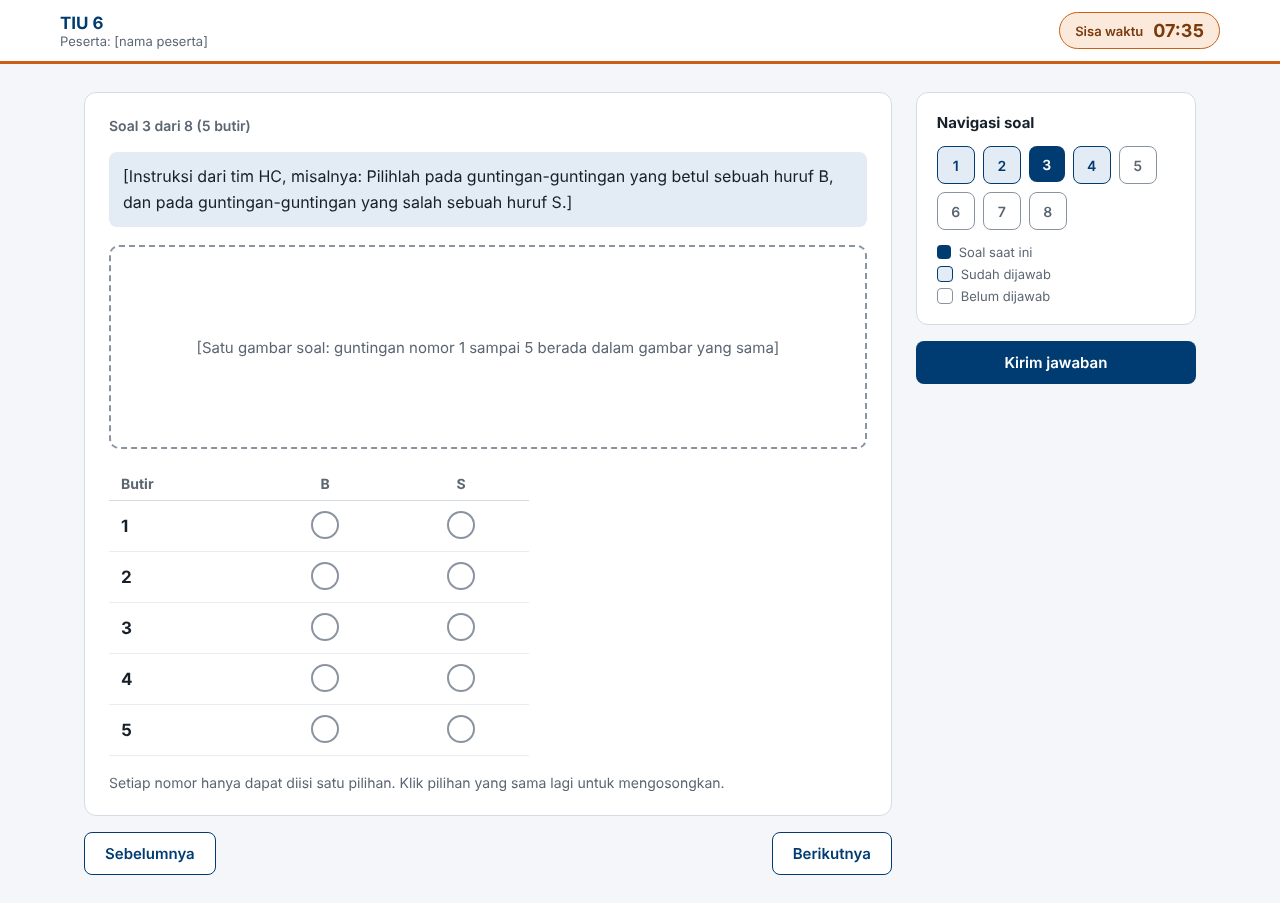 TIU 6
Peserta: [nama peserta]
Sisa waktu 07:35
Soal 3 dari 8 (5 butir)
[Instruksi dari tim HC, misalnya: Pilihlah pada guntingan-guntingan yang betul sebuah huruf B,
dan pada guntingan-guntingan yang salah sebuah huruf S.]
[Satu gambar soal: guntingan nomor 1 sampai 5 berada dalam gambar yang sama]
Butir B S
1
2
3
4
5
Setiap nomor hanya dapat diisi satu pilihan. Klik pilihan yang sama lagi untuk mengosongkan.
Sebelumnya Berikutnya
Navigasi soal
1 2 3 4 5
6 7 8
Soal saat ini
Sudah dijawab
Belum dijawab
Kirim jawaban